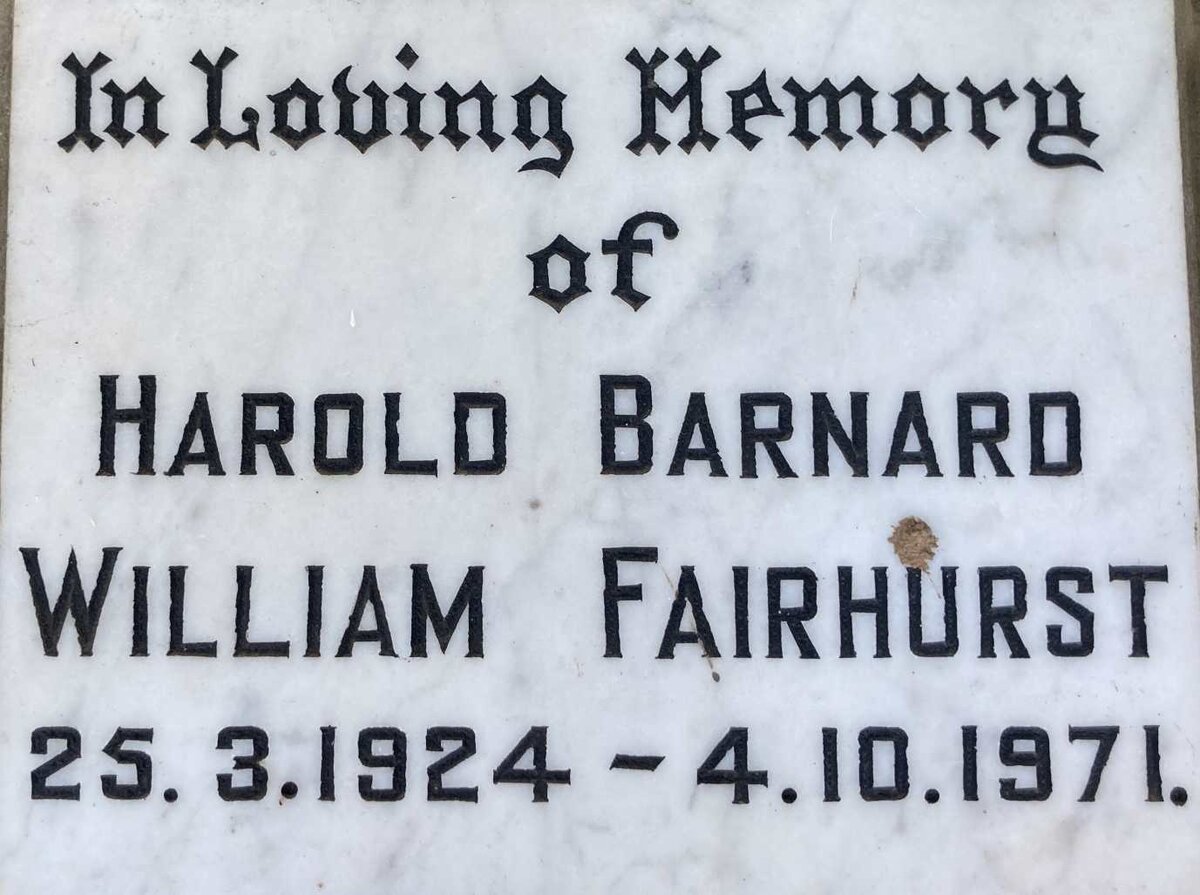 In Loving Memory
of
HAROLD BARNARD
WILLIAM FAIRHURST
25.3.1924 - 4.10.1971.